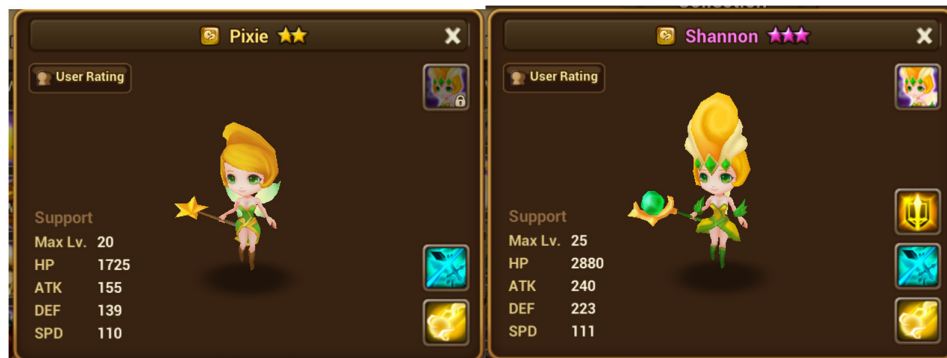 Pixie
User Rating
Support
Max Lv. 20
HP 1725
ATK 155
DEF 139
SPD 110
Shannon
User Rating
Support
Max Lv. 25
HP 2880
ATK 240
DEF 223
SPD 111